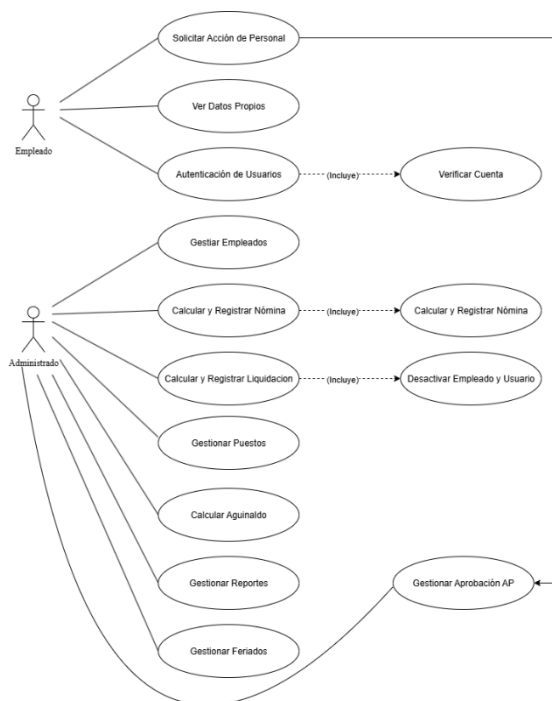 Solicitar Acción de Personal
Ver Datos Propios
Empleado
Autenticación de Usuarios
(Incluye)
Verificar Cuenta
Gestiar Empleados
Calcular y Registrar Nómina
(Incluye)
Calcular y Registrar Nómina
Administrado
Calcular y Registrar Liquidacion
(Incluye)
Desactivar Empleado y Usuario
Gestionar Puestos
Calcular Aguinaldo
Gestionar Reportes
Gestionar Aprobación AP
Gestionar Feriados